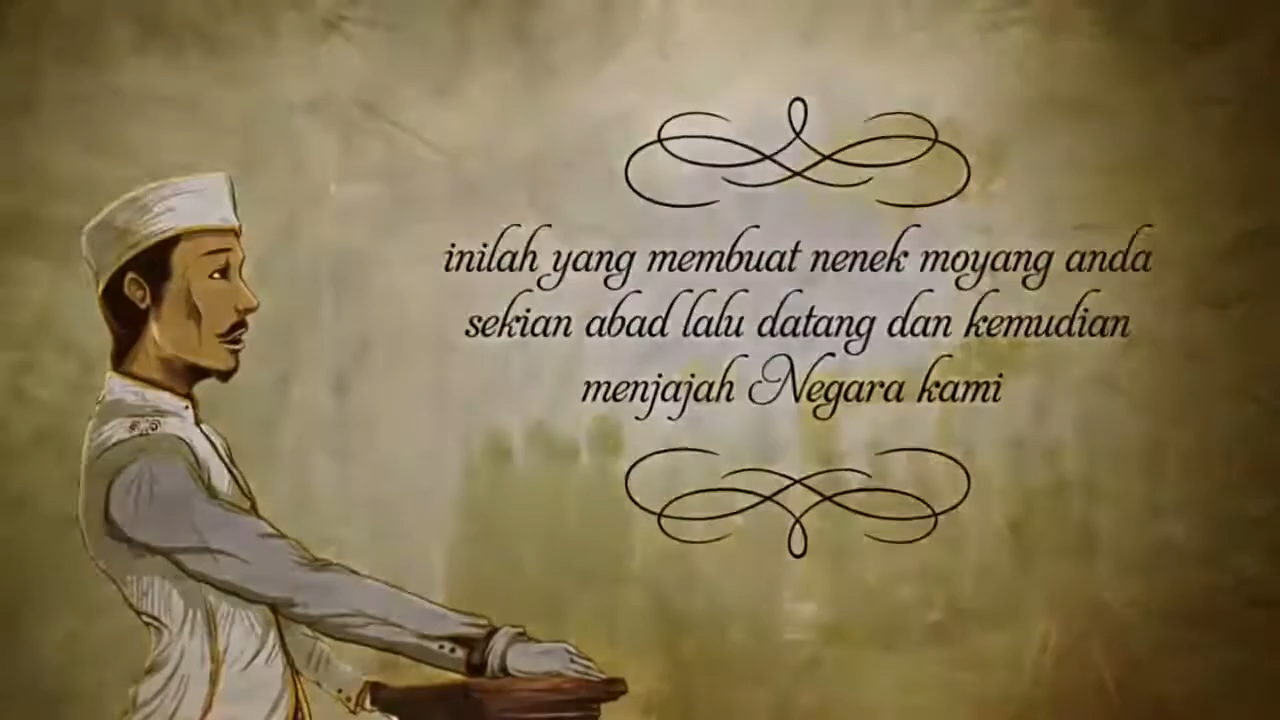 inilah yang membuat nenek moyang anda
sekian abad lalu datang dan kemudian
menjajah Negara kami